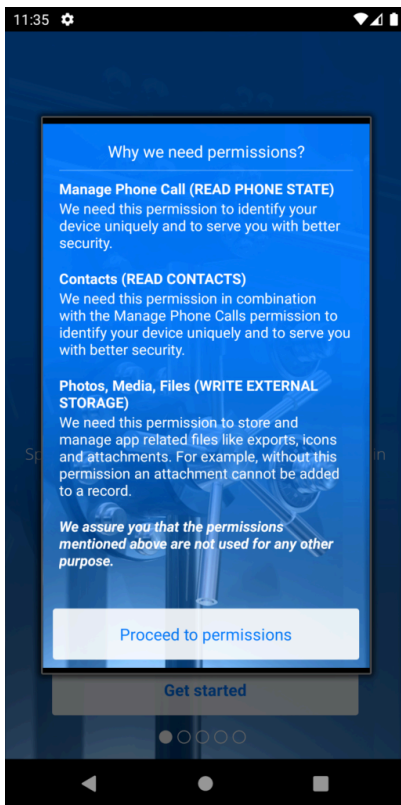 11:35
Why we need permissions?
Manage Phone Call (READ PHONE STATE)
We need this permission to identify your
device uniquely and to serve you with better
security.
Contacts (READ CONTACTS)
We need this permission in combination
with the Manage Phone Calls permission to
identify your device uniquely and to serve you
with better security.
Photos, Media, Files (WRITE EXTERNAL
STORAGE)
We need this permission to store and
manage app related files like exports, icons
and attachments. For example, without this
permission an attachment cannot be added
to a record.
We assure you that the permissions
mentioned above are not used for any other
purpose.
Proceed to permissions
Get started